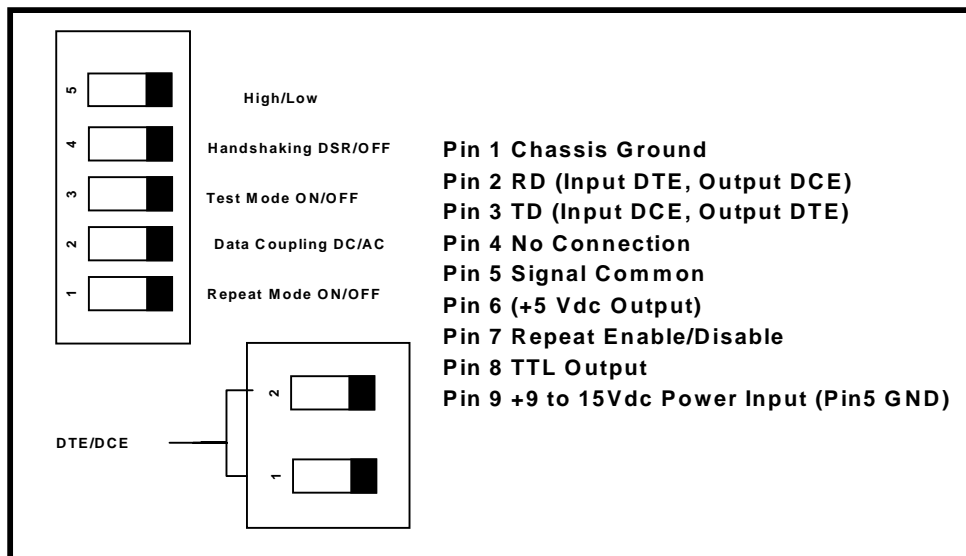 5
High/Low
4
Handshaking DSR/OFF
3
Test Mode ON/OFF
2
Data Coupling DC/AC
1
Repeat Mode ON/OFF
Pin 1 Chassis Ground
Pin 2 RD (Input DTE, Output DCE)
Pin 3 TD (Input DCE, Output DTE)
Pin 4 No Connection
Pin 5 Signal Common
Pin 6 (+5 Vdc Output)
Pin 7 Repeat Enable/Disable
Pin 8 TTL Output
Pin 9 +9 to 15Vdc Power Input (Pin5 GND)
DTE/DCE
2
1